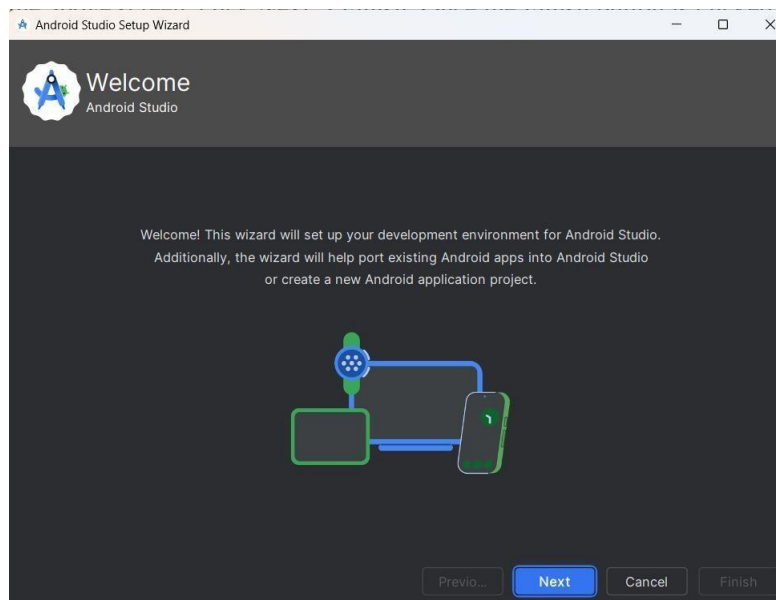 Android Studio Setup Wizard
Welcome
Android Studio
Welcome! This wizard will set up your development environment for Android Studio.
Additionally, the wizard will help port existing Android apps into Android Studio
or create a new Android application project.
Previo... Next Cancel Finish